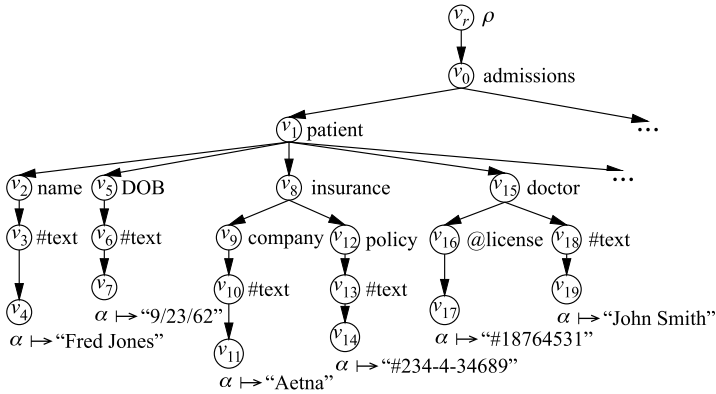 v_r ρ
v_0 admissions
v_1 patient ...
v_2 name v_5 DOB v_8 insurance v_15 doctor ...
v_3 #text v_6 #text v_9 company v_12 policy v_16 @license v_18 #text
v_7 v_10 #text v_13 #text v_19
v_4 α ↦ “9/23/62” v_17 α ↦ “John Smith”
α ↦ “Fred Jones” v_11 v_14 α ↦ “#18764531”
α ↦ “Aetna” α ↦ “#234-4-34689”